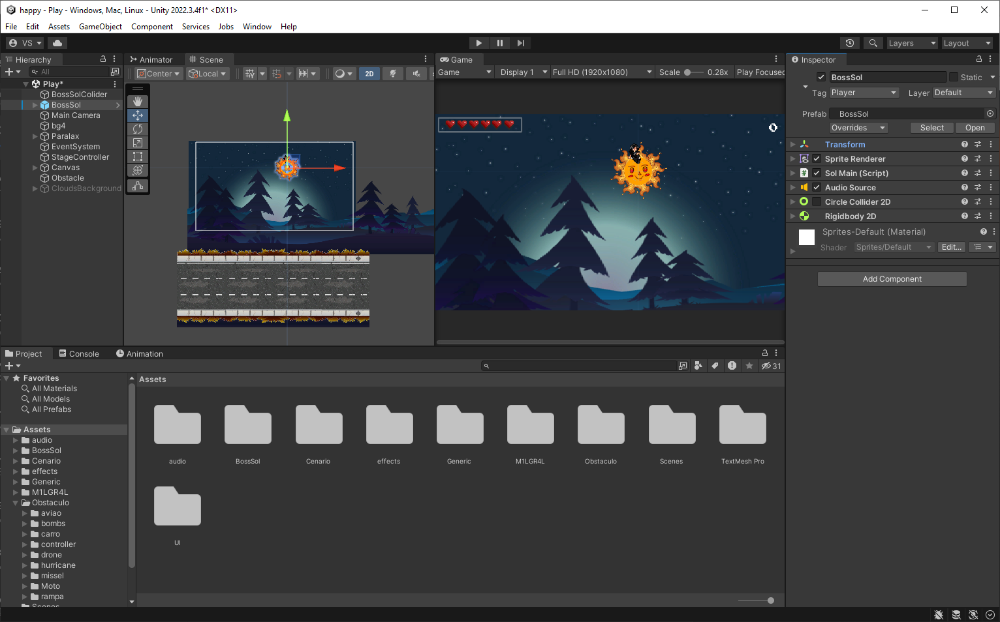 happy - Play - Windows, Mac, Linux - Unity 2022.3.4f1* <DX11>
File Edit Assets GameObject Component Services Jobs Window Help
VS Layers Layout
Hierarchy
All
Play*
BossSolColider
BossSol
Main Camera
bg4
Paralax
EventSystem
StageController
Canvas
Obstacle
CloudsBackground
Animator Scene
Center Local 2D
Game
Game Display 1 Full HD (1920x1080) Scale 0.28x Play Focused
0
Inspector
BossSol Static
Tag Player Layer Default
Prefab BossSol
Overrides Select Open
Transform
Sprite Renderer
# Sol Main (Script)
Audio Source
Circle Collider 2D
Rigidbody 2D
Sprites-Default (Material)
Shader Sprites/Default Edit...
Add Component
Project Console Animation
31
Favorites
All Materials
All Models
All Prefabs
Assets
audio
BossSol
Cenario
effects
Generic
M1LGR4L
Obstaculo
aviao
bombs
carro
controller
drone
hurricane
missel
Moto
rampa
Scenes
Assets
audio BossSol Cenario effects Generic M1LGR4L Obstaculo Scenes TextMesh Pro
UI